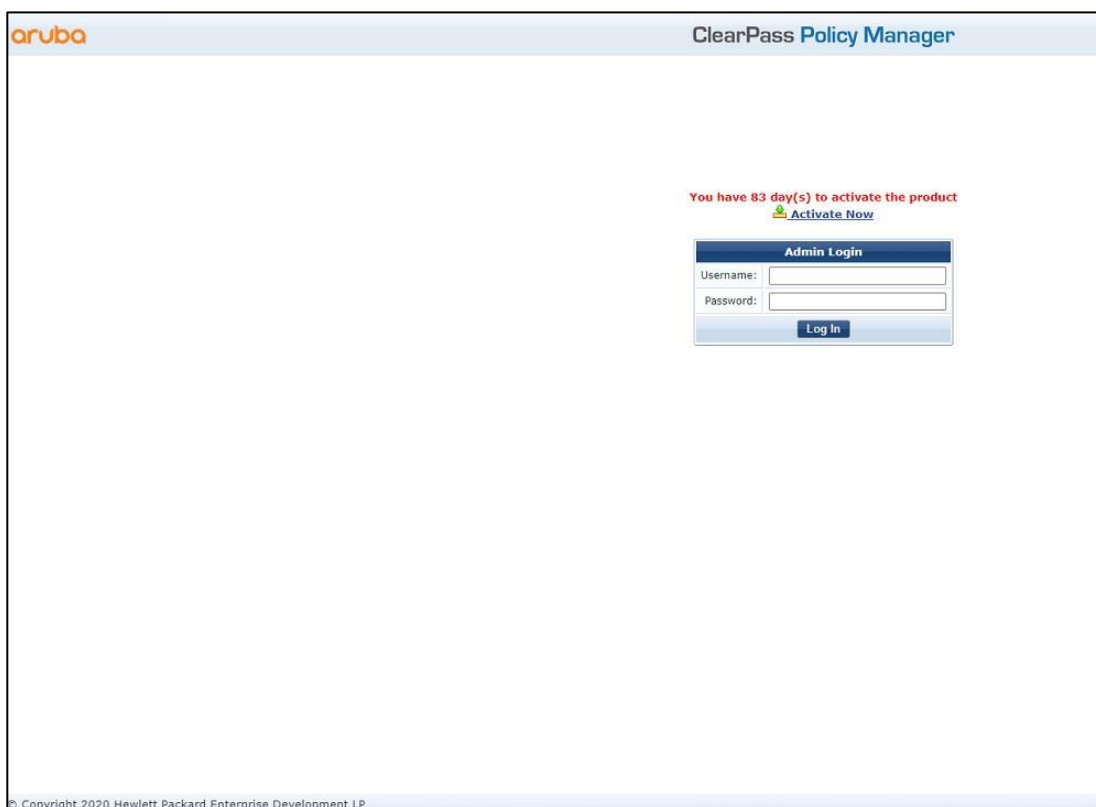 aruba
ClearPass Policy Manager
You have 83 day(s) to activate the product
Activate Now
Admin Login
Username:
Password:
Log In
© Copyright 2020 Hewlett Packard Enterprise Development LP